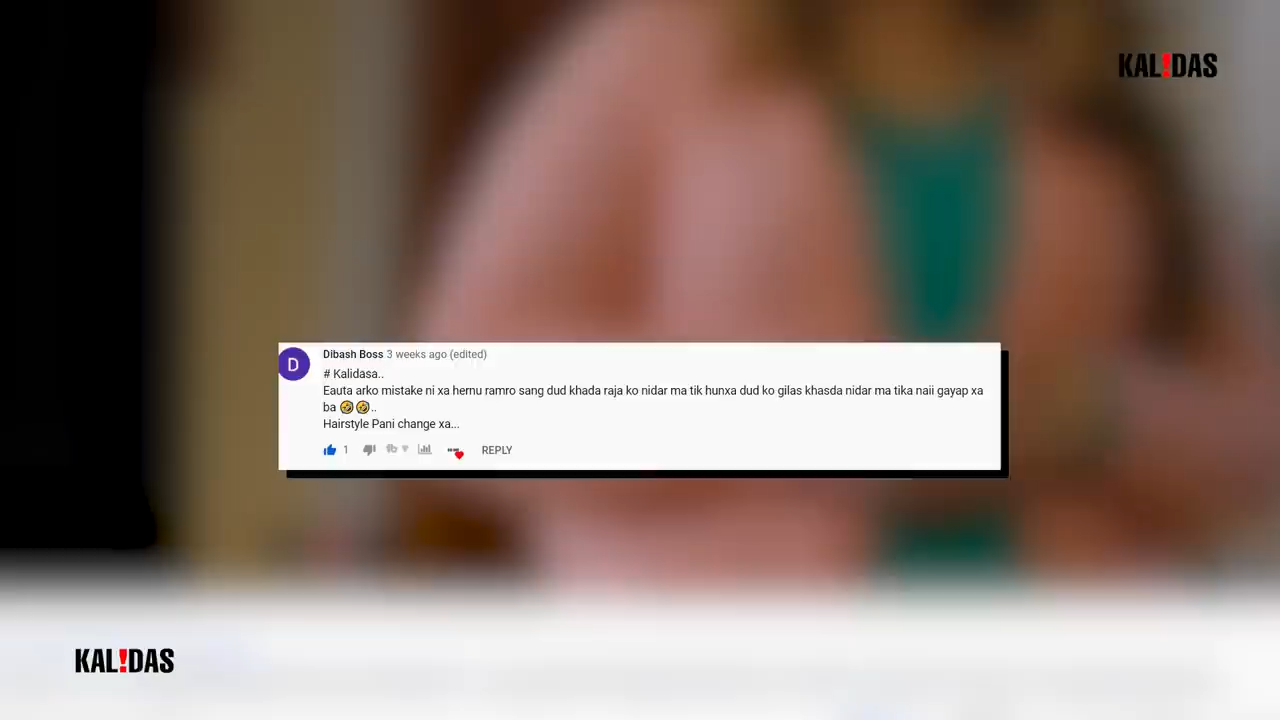 KAL!DAS
D
Dibash Boss 3 weeks ago (edited)
# Kalidasa..
Eauta arko mistake ni xa hernu ramro sang dud khada raja ko nidar ma tik hunxa dud ko gilas khasda nidar ma tika naii gayap xa
ba 🤣🤣..
Hairstyle Pani change xa...
1 REPLY
KAL!DAS